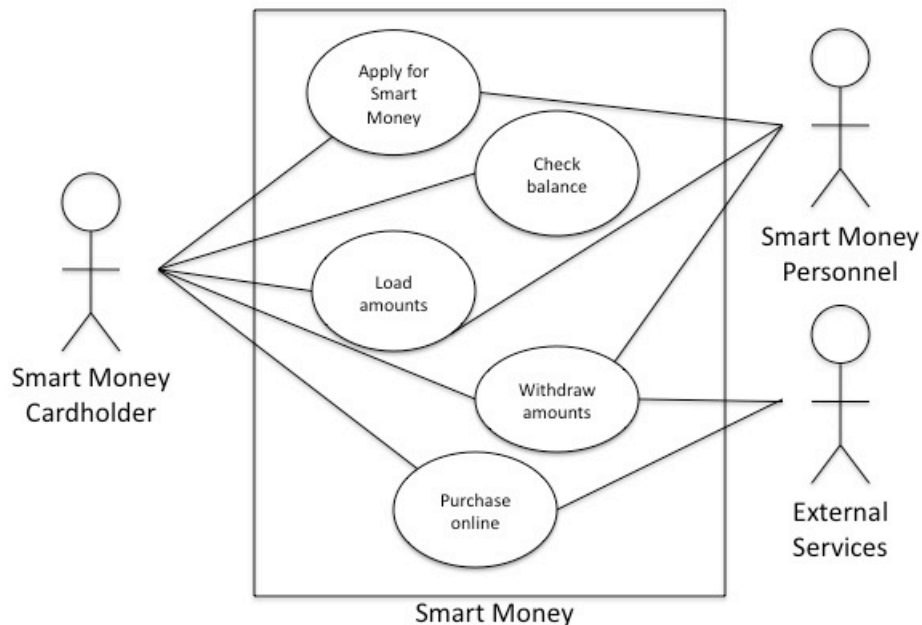 Apply for
Smart
Money
Check
balance
Smart Money
Personnel
Load
amounts
Smart Money
Cardholder
Withdraw
amounts
Purchase
online
External
Services
Smart Money